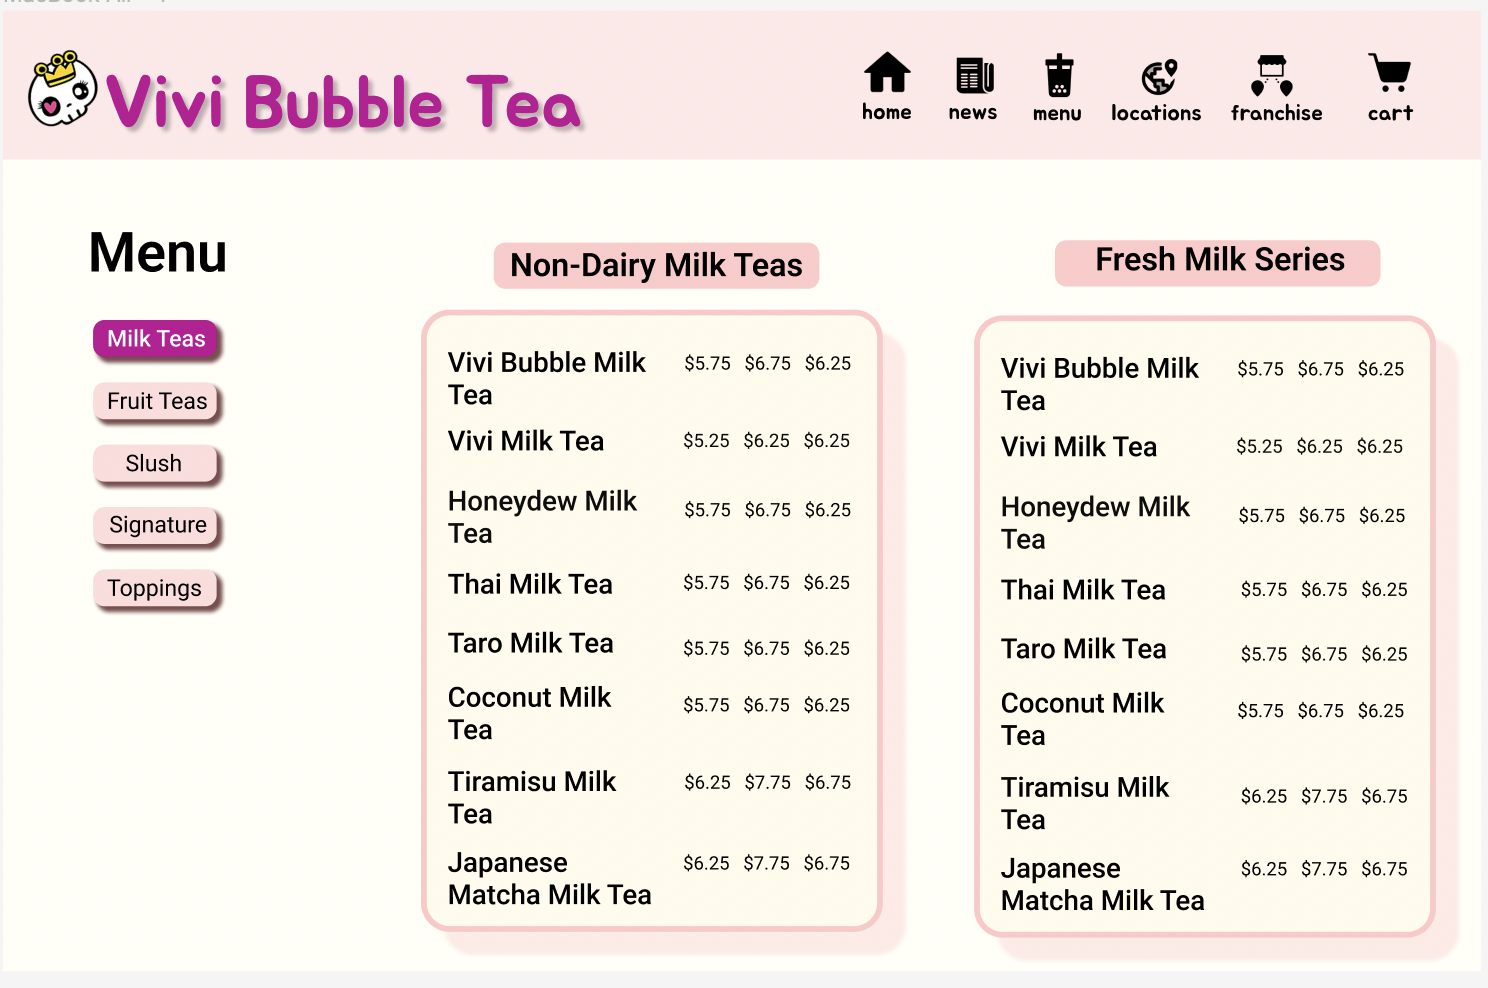 Vivi Bubble Tea
home news menu locations franchise cart
Menu
Milk Teas
Fruit Teas
Slush
Signature
Toppings
Non-Dairy Milk Teas
Vivi Bubble Milk $5.75 $6.75 $6.25
Tea
Vivi Milk Tea $5.25 $6.25 $6.25
Honeydew Milk $5.75 $6.75 $6.25
Tea
Thai Milk Tea $5.75 $6.75 $6.25
Taro Milk Tea $5.75 $6.75 $6.25
Coconut Milk $5.75 $6.75 $6.25
Tea
Tiramisu Milk $6.25 $7.75 $6.75
Tea
Japanese $6.25 $7.75 $6.75
Matcha Milk Tea
Fresh Milk Series
Vivi Bubble Milk $5.75 $6.75 $6.25
Tea
Vivi Milk Tea $5.25 $6.25 $6.25
Honeydew Milk $5.75 $6.75 $6.25
Tea
Thai Milk Tea $5.75 $6.75 $6.25
Taro Milk Tea $5.75 $6.75 $6.25
Coconut Milk $5.75 $6.75 $6.25
Tea
Tiramisu Milk $6.25 $7.75 $6.75
Tea
Japanese $6.25 $7.75 $6.75
Matcha Milk Tea